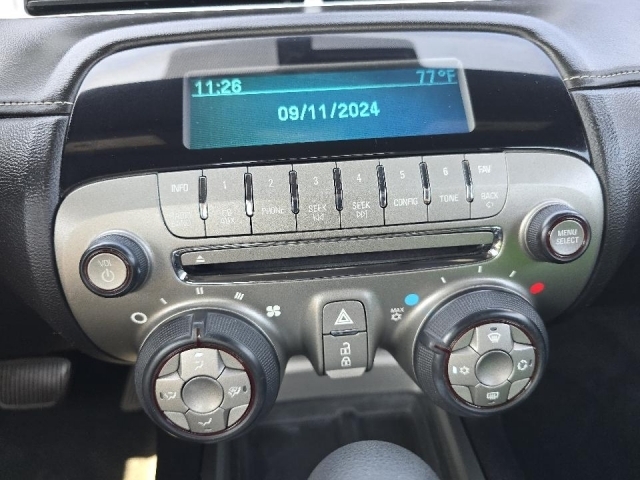 11:26 77°F
09/11/2024
INFO 1 2 3 4 5 6 FAV
PHONE SEEK SEEK CONFIG TONE BACK
VOL
MENU
SELECT
MAX